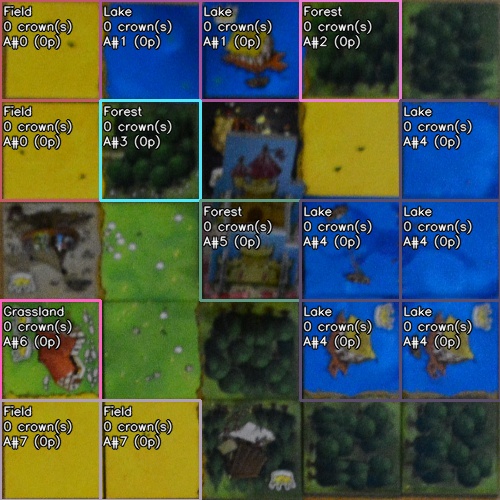 Field
0 crown(s)
A#0 (0p)
Lake
0 crown(s)
A#1 (0p)
Lake
0 crown(s)
A#1 (0p)
Forest
0 crown(s)
A#2 (0p)
Field
0 crown(s)
A#0 (0p)
Forest
0 crown(s)
A#3 (0p)
Lake
0 crown(s)
A#4 (0p)
Forest
0 crown(s)
A#5 (0p)
Lake
0 crown(s)
A#4 (0p)
Lake
0 crown(s)
A#4 (0p)
Grassland
0 crown(s)
A#6 (0p)
Lake
0 crown(s)
A#4 (0p)
Lake
0 crown(s)
A#4 (0p)
Field
0 crown(s)
A#7 (0p)
Field
0 crown(s)
A#7 (0p)